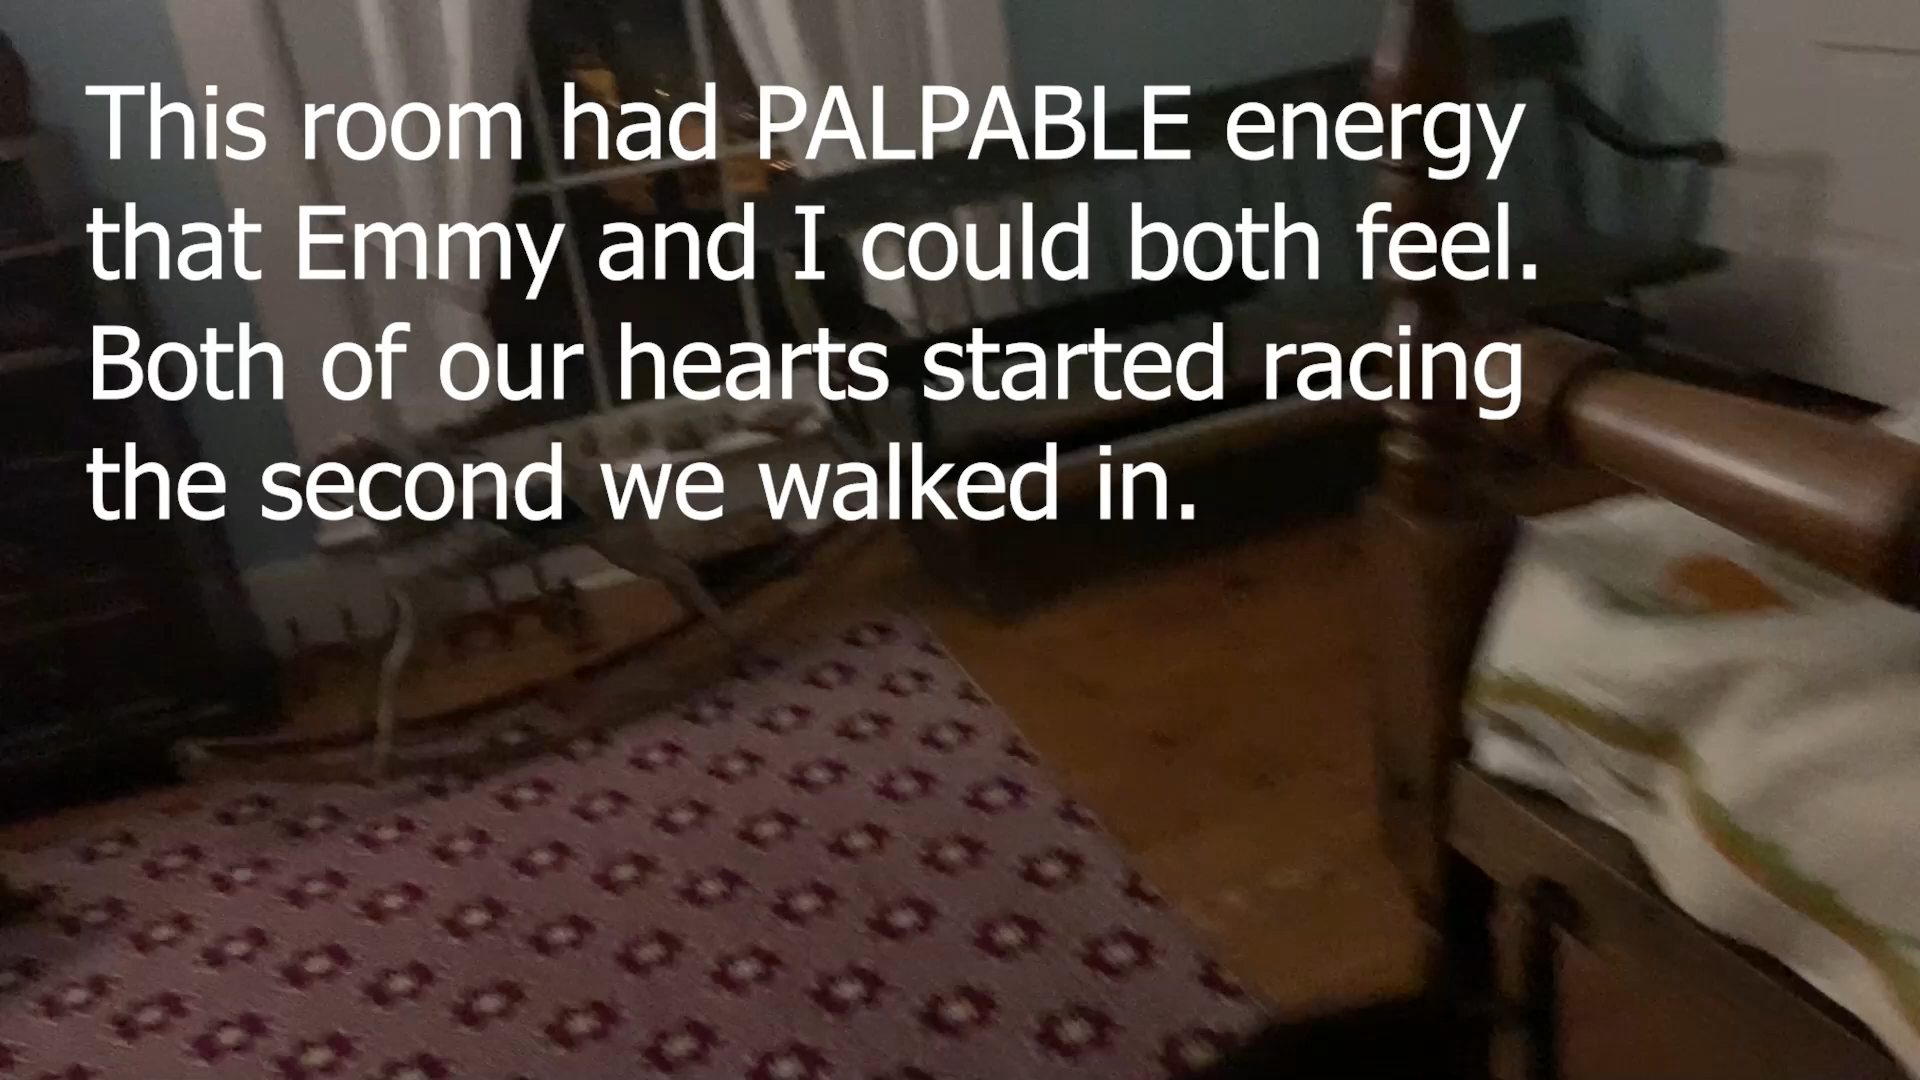 This room had PALPABLE energy
that Emmy and I could both feel.
Both of our hearts started racing
the second we walked in.